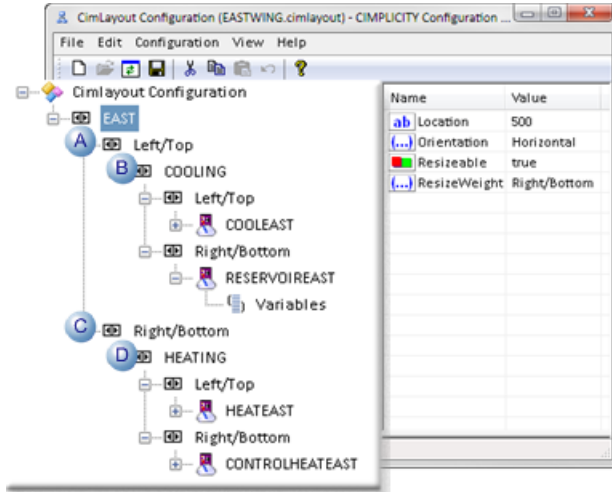 CimLayout Configuration (EASTWING.cimlayout) - CIMPLICITY Configuration ...
File Edit Configuration View Help
Cimlayout Configuration
EAST
A Left/Top
B COOLING
Left/Top
COOLEAST
Right/Bottom
RESERVOIREAST
Variables
C Right/Bottom
D HEATING
Left/Top
HEATEAST
Right/Bottom
CONTROLHEATEAST
Name Value
ab Location 500
(...) Orientation Horizontal
Resizeable true
(...) ResizeWeight Right/Bottom